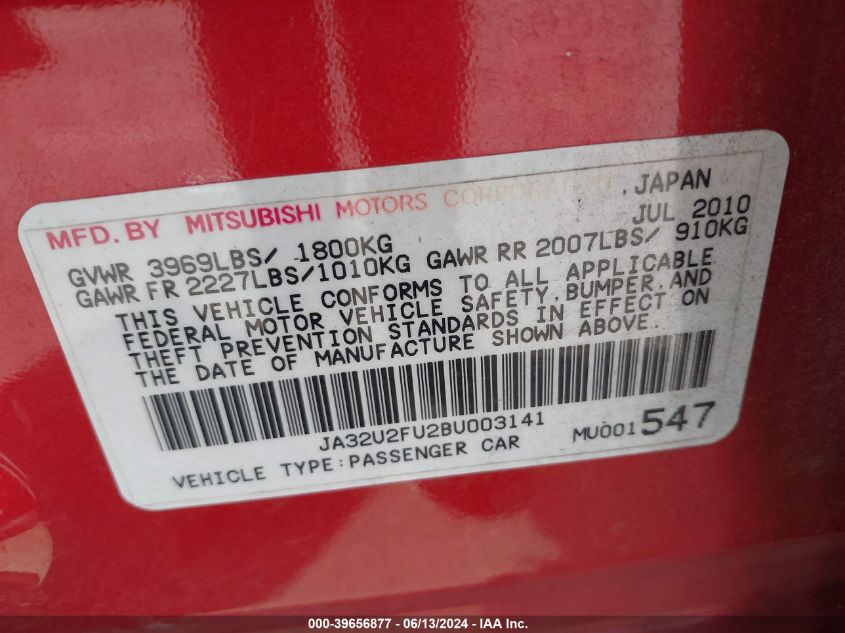 MFD. BY MITSUBISHI MOTORS CORPORATION, JAPAN
JUL 2010
GVWR 3969LBS/ 1800KG
GAWR FR 2227LBS/1010KG GAWR RR 2007LBS/ 910KG
THIS VEHICLE CONFORMS TO ALL APPLICABLE
FEDERAL MOTOR VEHICLE SAFETY,BUMPER,AND
THEFT PREVENTION STANDARDS IN EFFECT ON
THE DATE OF MANUFACTURE SHOWN ABOVE.
JA32U2FU2BU003141
MU001547
VEHICLE TYPE:PASSENGER CAR
000-39656877 - 06/13/2024 - IAA Inc.